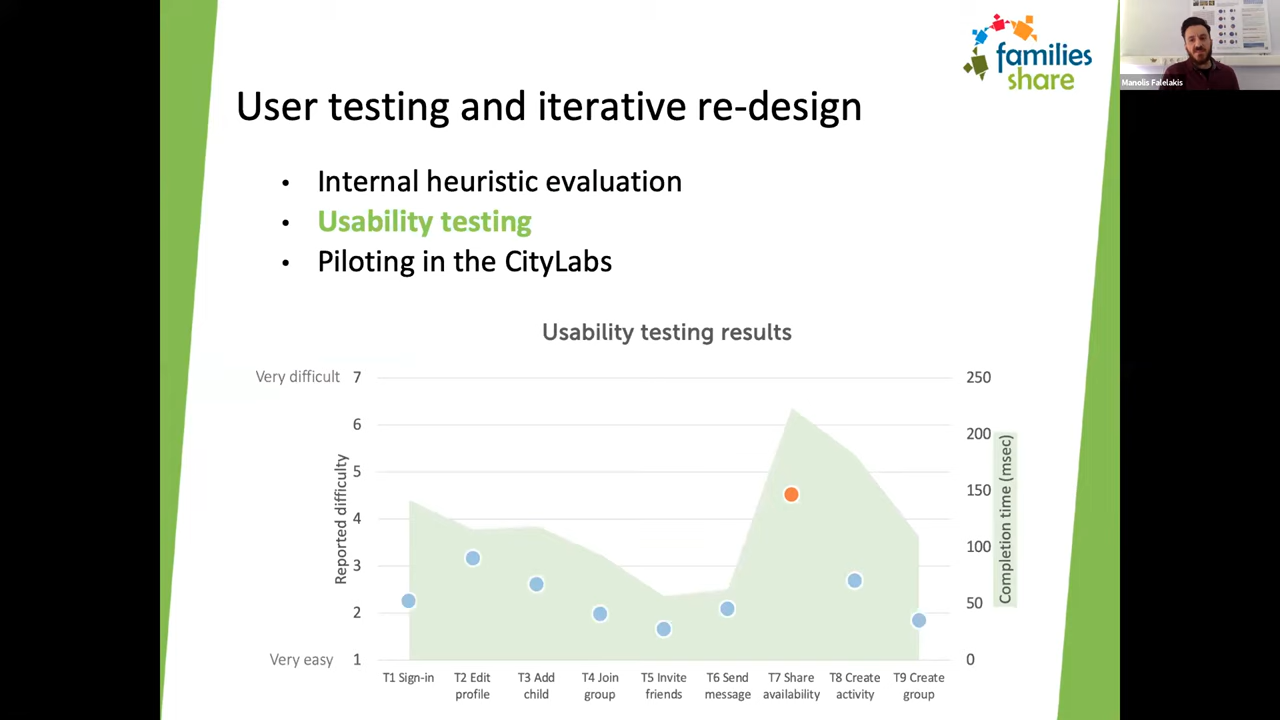 families
share
Manolis Falelakis
User testing and iterative re-design
• Internal heuristic evaluation
• Usability testing
• Piloting in the CityLabs
Usability testing results
Very difficult 7
6
5
4
3
2
Very easy 1
Reported difficulty
250
200
150
100
50
0
Completion time (msec)
T1 Sign-in
T2 Edit
profile
T3 Add
child
T4 Join
group
T5 Invite
friends
T6 Send
message
T7 Share
availability
T8 Create
activity
T9 Create
group